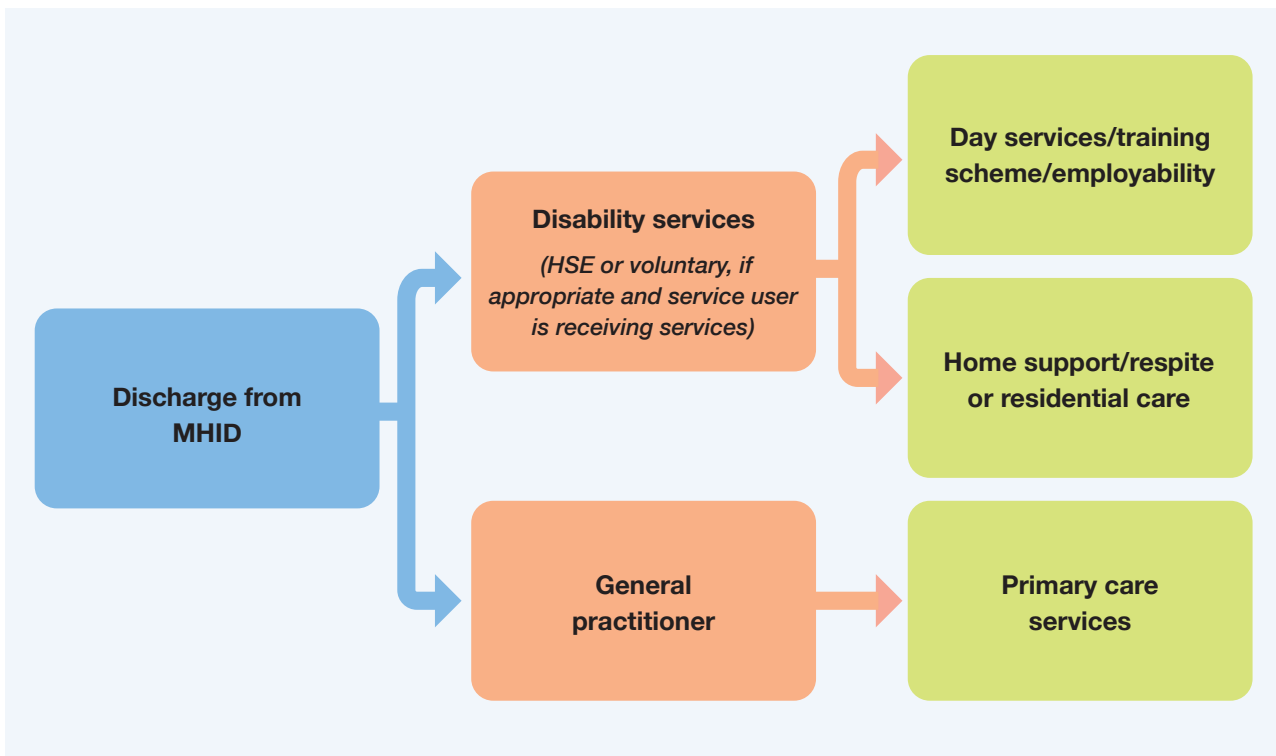 Discharge from
MHID
Disability services
(HSE or voluntary, if
appropriate and service user
is receiving services)
General
practitioner
Day services/training
scheme/employability
Home support/respite
or residential care
Primary care
services